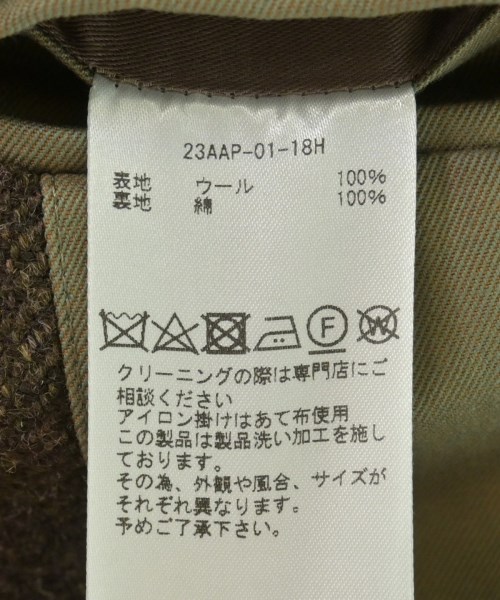 23AAP-01-18H
表地 ウール 100%
裏地 綿 100%
F W
クリーニングの際は専門店にご
相談ください
アイロン掛けはあて布使用
この製品は製品洗い加工を施し
ております。
その為、外観や風合、サイズが
それぞれ異なります。
予めご了承下さい。